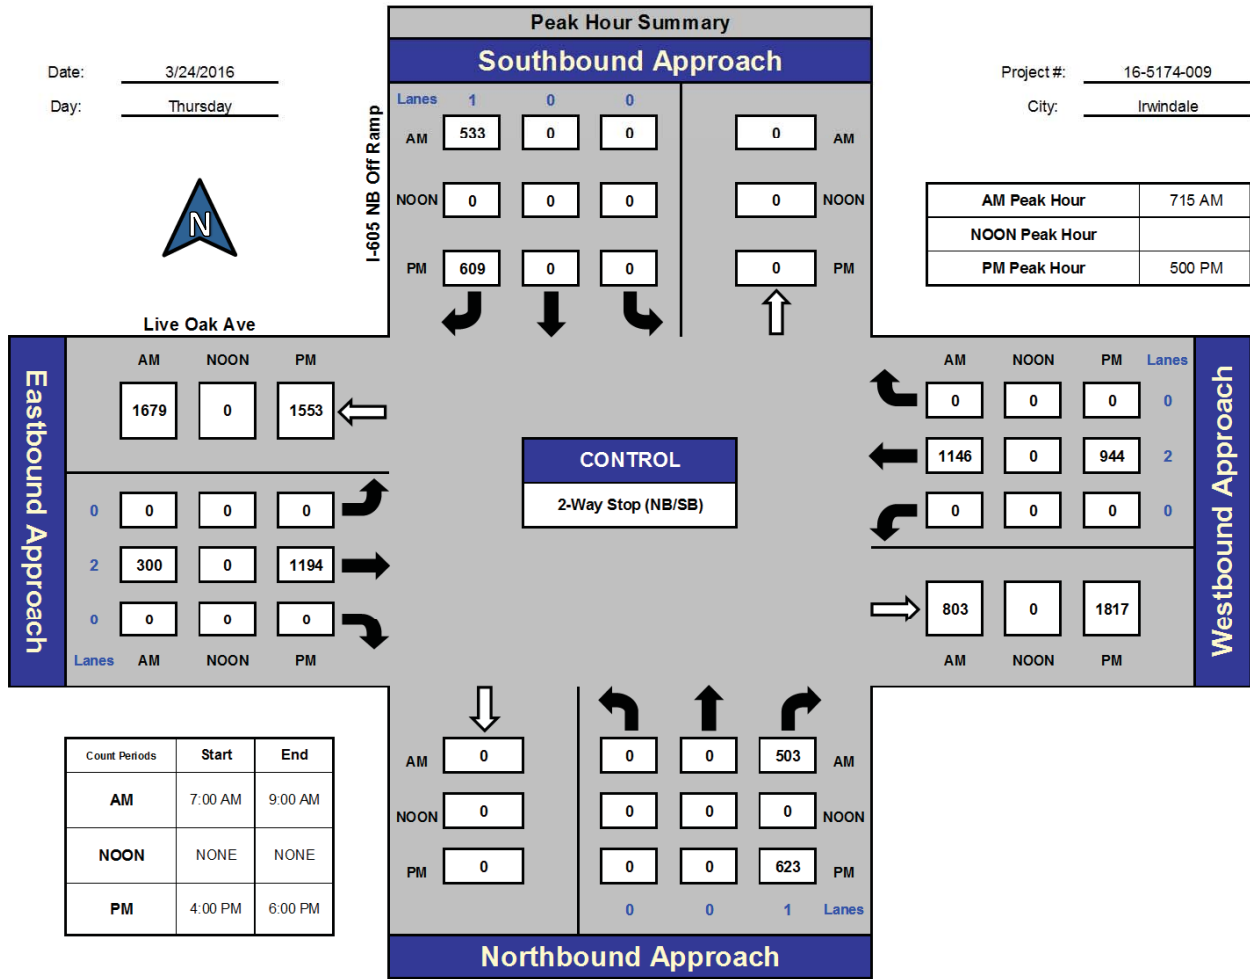 Peak Hour Summary
Southbound Approach
Date: 3/24/2016
Day: Thursday
Project #: 16-5174-009
City: Irwindale
I-605 NB Off Ramp
Lanes 1 0 0
AM 533 0 0 0 AM
NOON 0 0 0 0 NOON
PM 609 0 0 0 PM
N
AM Peak Hour 715 AM
NOON Peak Hour
PM Peak Hour 500 PM
Live Oak Ave
Eastbound Approach
AM NOON PM
1679 0 1553
0 0 0 0
2 300 0 1194
0 0 0 0
Lanes AM NOON PM
CONTROL
2-Way Stop (NB/SB)
AM NOON PM Lanes
0 0 0 0
1146 0 944 2
0 0 0 0
803 0 1817
AM NOON PM
Westbound Approach
Count Periods Start End
AM 7:00 AM 9:00 AM
NOON NONE NONE
PM 4:00 PM 6:00 PM
AM 0 0 0 503 AM
NOON 0 0 0 0 NOON
PM 0 0 0 623 PM
0 0 1 Lanes
Northbound Approach